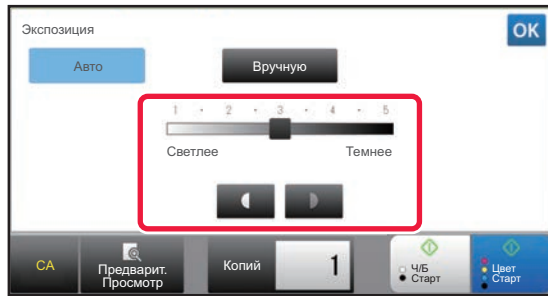 Экспозиция
OK
Авто
Вручную
1 · 2 · 3 · 4 · 5
Светлее
Темнее
CA
Предварит.
Просмотр
Копий
1
Ч/Б
Старт
Цвет
Старт